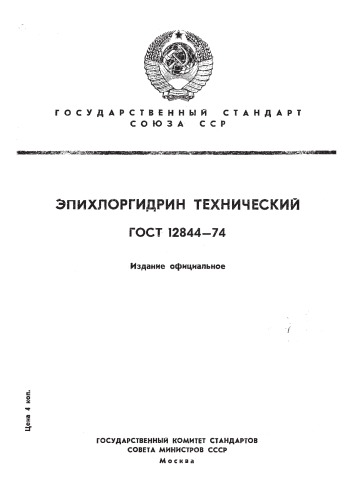 ГОСУДАРСТВЕННЫЙ СТАНДАРТ
СОЮЗА ССР
ЭПИХЛОРГИДРИН ТЕХНИЧЕСКИЙ
ГОСТ 12844—74
Издание официальное
Цена 4 коп.
ГОСУДАРСТВЕННЫЙ КОМИТЕТ СТАНДАРТОВ
СОВЕТА МИНИСТРОВ СССР
Москва